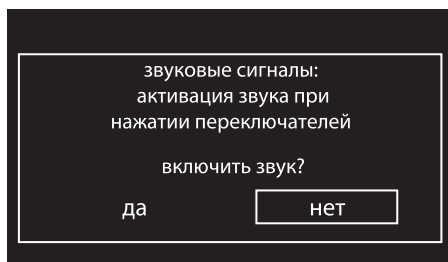 звуковые сигналы:
активация звука при
нажатии переключателей
включить звук?
да нет